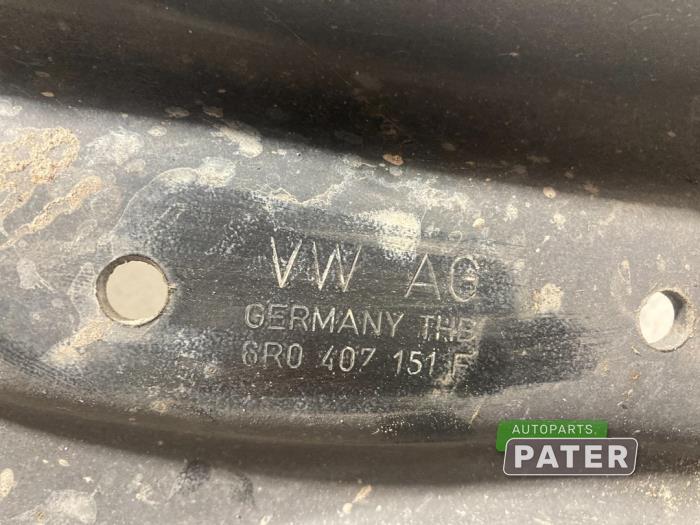 VW AG
GERMANY THB
6R0 407 151 F
AUTOPARTS.
PATER